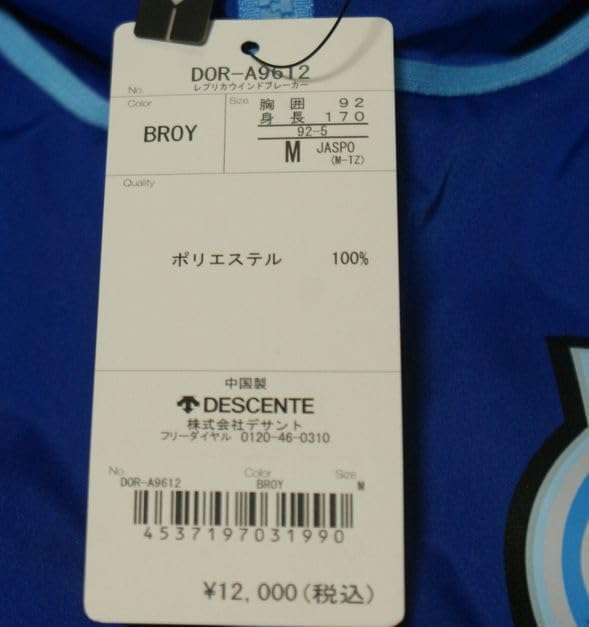 DOR-A9612
No. レプリカウインドブレーカー
Color Size 胸囲 92
身長 170
92-5
BROY M JASPO
(M-TZ)
Quality
ポリエステル 100%
中国製
DESCENTE
株式会社デサント
フリーダイヤル 0120-46-0310
No. Color Size
DOR-A9612 BROY M
4537197031990
¥12,000(税込)